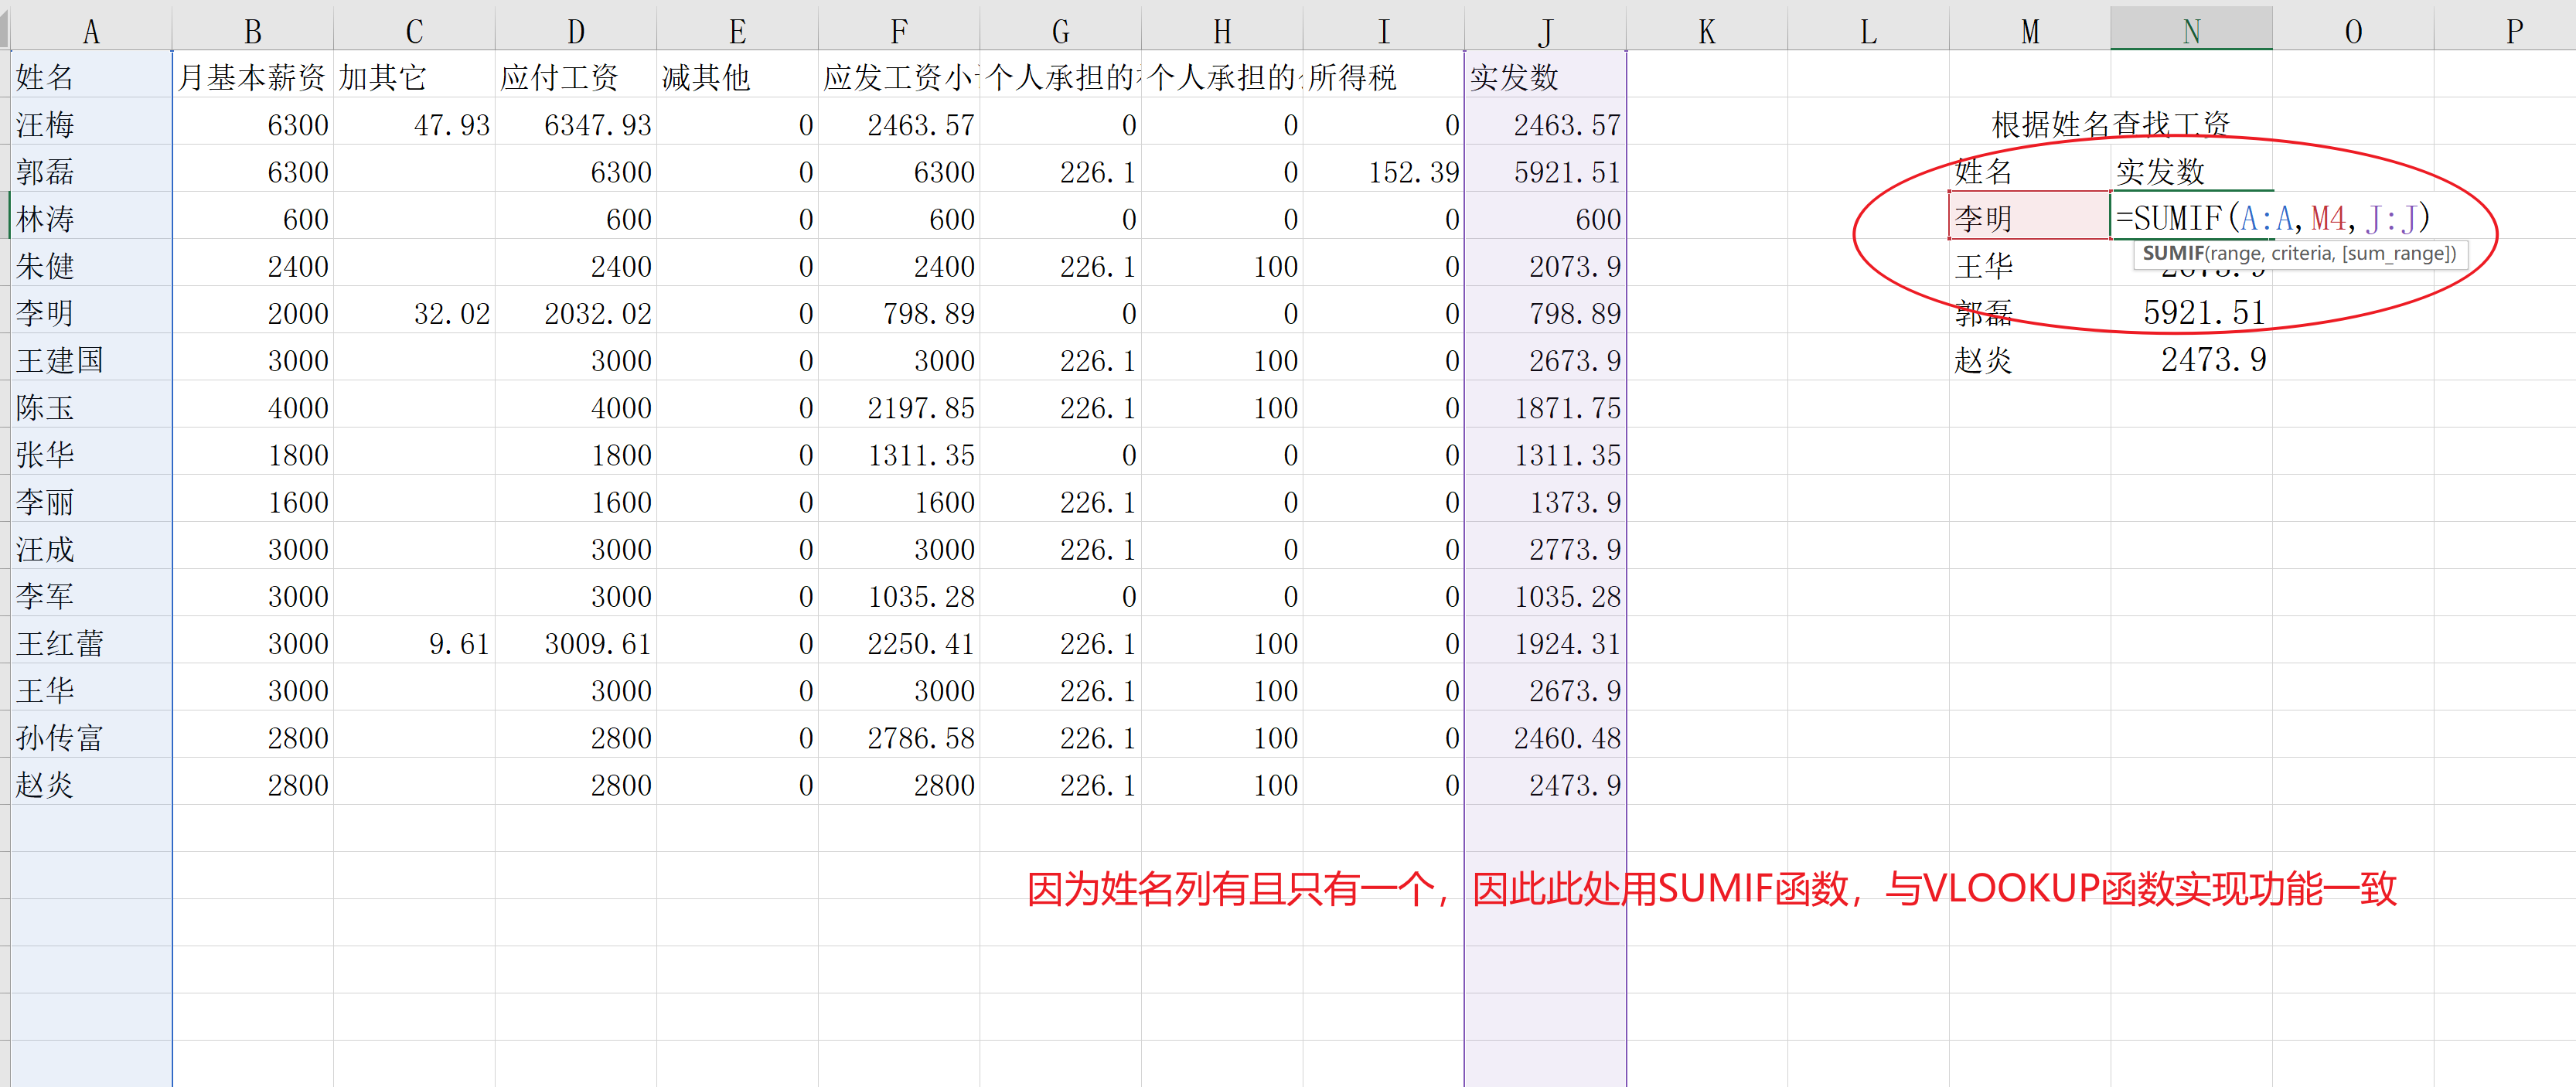 A B C D E F G H I J K L M N O P
姓名 月基本薪资 加其它 应付工资 减其他 应发工资小 个人承担的 个人承担的 所得税 实发数
汪梅 6300 47.93 6347.93 0 2463.57 0 0 0 2463.57 根据姓名查找工资
郭磊 6300 6300 0 6300 226.1 0 152.39 5921.51 姓名 实发数
林涛 600 600 0 600 0 0 0 600 李明 =SUMIF(A:A,M4,J:J)
SUMIF(range, criteria, [sum_range])
朱健 2400 2400 0 2400 226.1 100 0 2073.9 王华
李明 2000 32.02 2032.02 0 798.89 0 0 0 798.89 郭磊 5921.51
王建国 3000 3000 0 3000 226.1 100 0 2673.9 赵炎 2473.9
陈玉 4000 4000 0 2197.85 226.1 100 0 1871.75
张华 1800 1800 0 1311.35 0 0 0 1311.35
李丽 1600 1600 0 1600 226.1 0 0 1373.9
汪成 3000 3000 0 3000 226.1 0 0 2773.9
李军 3000 3000 0 1035.28 0 0 0 1035.28
王红蕾 3000 9.61 3009.61 0 2250.41 226.1 100 0 1924.31
王华 3000 3000 0 3000 226.1 100 0 2673.9
孙传富 2800 2800 0 2786.58 226.1 100 0 2460.48
赵炎 2800 2800 0 2800 226.1 100 0 2473.9
因为姓名列有且只有一个，因此此处用SUMIF函数，与VLOOKUP函数实现功能一致